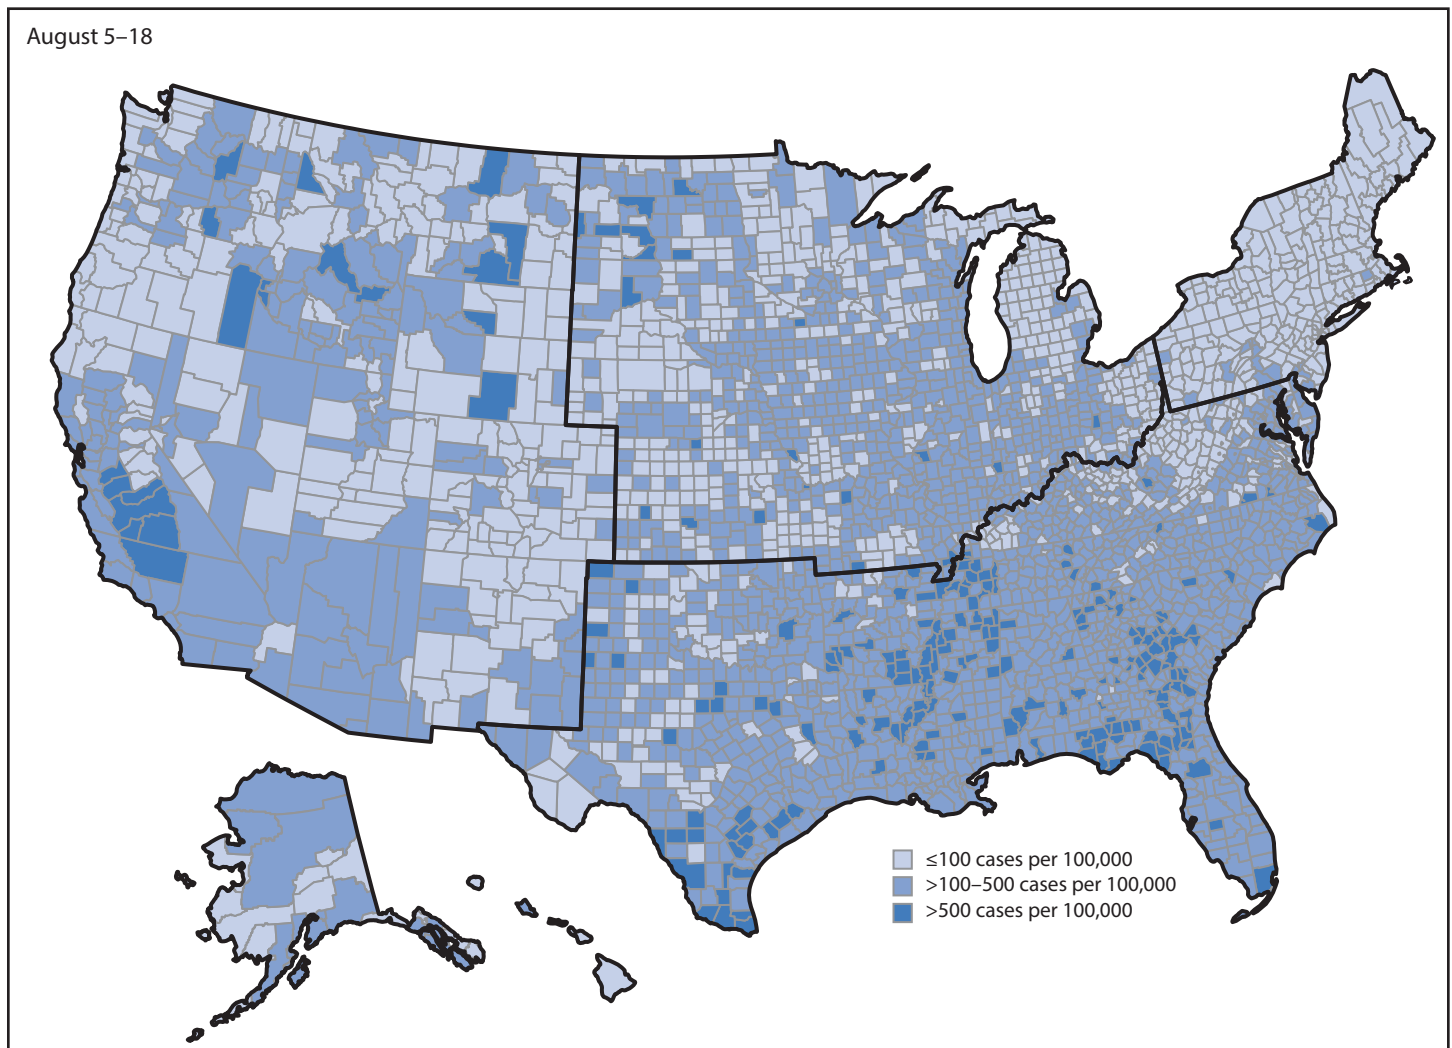 August 5–18
≤100 cases per 100,000
>100–500 cases per 100,000
>500 cases per 100,000